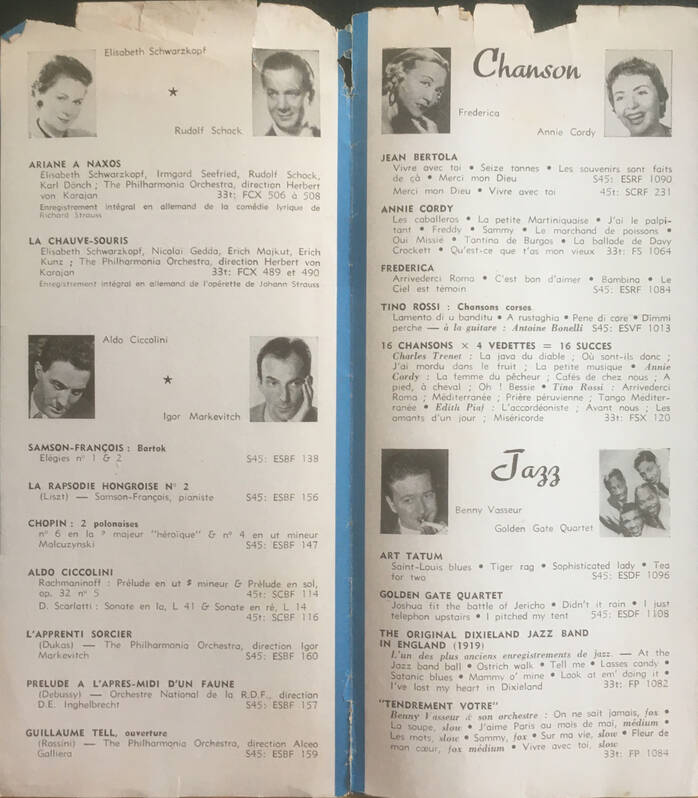 Elisabeth Schwarzkopf
★
Rudolf Schock
ARIANE A NAXOS
Elisabeth Schwarzkopf, Irmgard Seefried, Rudolf Schock,
Karl Dönch ; The Philharmonia Orchestra, direction Herbert
von Karajan 33t: FCX 506 à 508
Enregistrement intégral en allemand de la comédie lyrique de
Richard Strauss
LA CHAUVE-SOURIS
Elisabeth Schwarzkopf, Nicolai Gedda, Erich Majkut, Erich
Kunz ; The Philharmonia Orchestra, direction Herbert von
Karajan 33t: FCX 489 et 490
Enregistrement intégral en allemand de l'opérette de Johann Strauss
Aldo Ciccolini
★
Igor Markevitch
SAMSON-FRANÇOIS : Bartok
Elégies n° 1 & 2 S45: ESBF 138
LA RAPSODIE HONGROISE N° 2
(Liszt) — Samson-François, pianiste S45: ESBF 156
CHOPIN : 2 polonaises
n° 6 en la ♭ majeur "héroïque" & n° 4 en ut mineur
Malcuzynski S45: ESBF 147
ALDO CICCOLINI
Rachmaninoff : Prélude en ut ♯ mineur & Prélude en sol,
op. 32 n° 5 45t: SCBF 114
D. Scarlatti : Sonate en la, L 41 & Sonate en ré, L 14
45t: SCBF 116
L'APPRENTI SORCIER
(Dukas) — The Philharmonia Orchestra, direction Igor
Markevitch S45: ESBF 160
PRELUDE A L'APRES-MIDI D'UN FAUNE
(Debussy) — Orchestre National de la R.D.F., direction
D.E. Inghelbrecht S45: ESBF 157
GUILLAUME TELL, ouverture
(Rossini) — The Philharmonia Orchestra, direction Alceo
Galliera S45: ESBF 159
Chanson
Frederica
Annie Cordy
JEAN BERTOLA
Vivre avec toi • Seize tonnes • Les souvenirs sont faits
de çà • Merci mon Dieu S45: ESRF 1090
Merci mon Dieu • Vivre avec toi 45t: SCRF 231
ANNIE CORDY
Les caballeros • La petite Martiniquaise • J'ai le palpi-
tant • Freddy • Sammy • Le marchand de poissons •
Oui Missié • Tantina de Burgos • La ballade de Davy
Crockett • Qu'est-ce que t'as mon vieux 33t: FS 1064
FREDERICA
Arrivederci Roma • C'est bon d'aimer • Bambino • Le
Ciel est témoin S45: ESRF 1084
TINO ROSSI : Chansons corses
Lamento di u banditu • A rustaghia • Pene di core • Dimmi
perche — à la guitare : Antoine Bonelli S45: ESVF 1013
16 CHANSONS × 4 VEDETTES = 16 SUCCES
Charles Trenet : La java du diable ; Où sont-ils donc ;
J'ai mordu dans le fruit ; La petite musique • Annie
Cordy : La femme du pêcheur ; Cafés de chez nous ; A
pied, à cheval ; Oh ! Bessie • Tino Rossi : Arrivederci
Roma ; Méditerranée ; Prière péruvienne ; Tango Méditer-
ranée • Edith Piaf : L'accordéoniste ; Avant nous ; Les
amants d'un jour ; Miséricorde 33t: FSX 120
Jazz
Benny Vasseur
Golden Gate Quartet
ART TATUM
Saint-Louis blues • Tiger rag • Sophisticated lady • Tea
for two S45: ESDF 1096
GOLDEN GATE QUARTET
Joshua fit the battle of Jericho • Didn't it rain • I just
telephon upstairs • I pitched my tent S45: ESDF 1108
THE ORIGINAL DIXIELAND JAZZ BAND
IN ENGLAND (1919)
L'un des plus anciens enregistrements de jazz. — At the
Jazz band ball • Ostrich walk • Tell me • Lasses candy •
Satanic blues • Mammy o' mine • Look at em' doing it •
I've lost my heart in Dixieland 33t: FP 1082
"TENDREMENT VOTRE"
Benny Vasseur & son orchestre : On ne sait jamais, fox •
La soupe, slow • J'aime Paris au mois de mai, médium •
Les mots, slow • Sammy, fox • Sur ma vie, slow • Fleur de
mon cœur, fox médium • Vivre avec toi, slow
33t: FP 1084